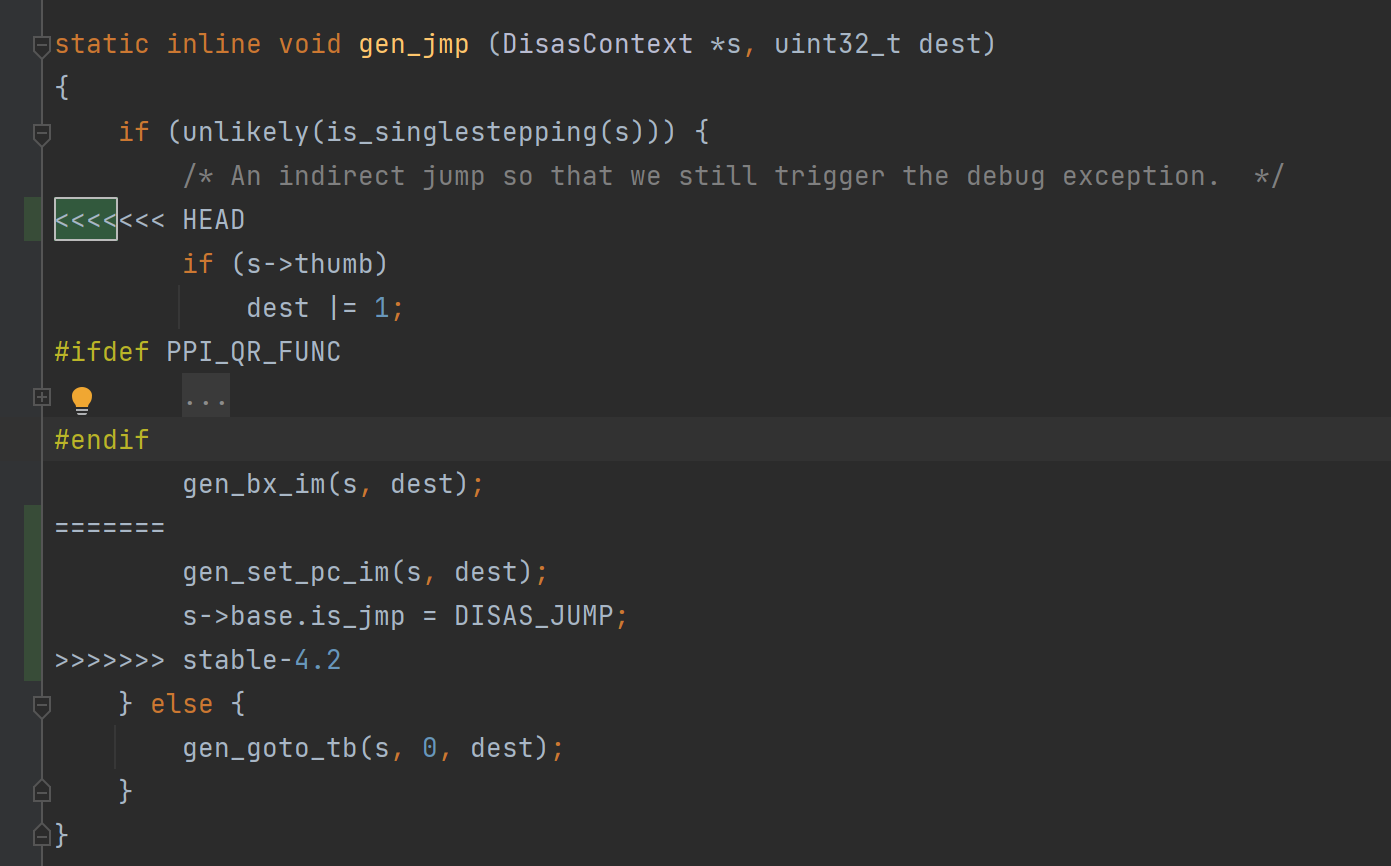 static inline void gen_jmp (DisasContext *s, uint32_t dest)
{
    if (unlikely(is_singlestepping(s))) {
        /* An indirect jump so that we still trigger the debug exception.  */
<<<<<<< HEAD
        if (s->thumb)
            dest |= 1;
#ifdef PPI_QR_FUNC
        ...
#endif
        gen_bx_im(s, dest);
=======
        gen_set_pc_im(s, dest);
        s->base.is_jmp = DISAS_JUMP;
>>>>>>> stable-4.2
    } else {
        gen_goto_tb(s, 0, dest);
    }
}